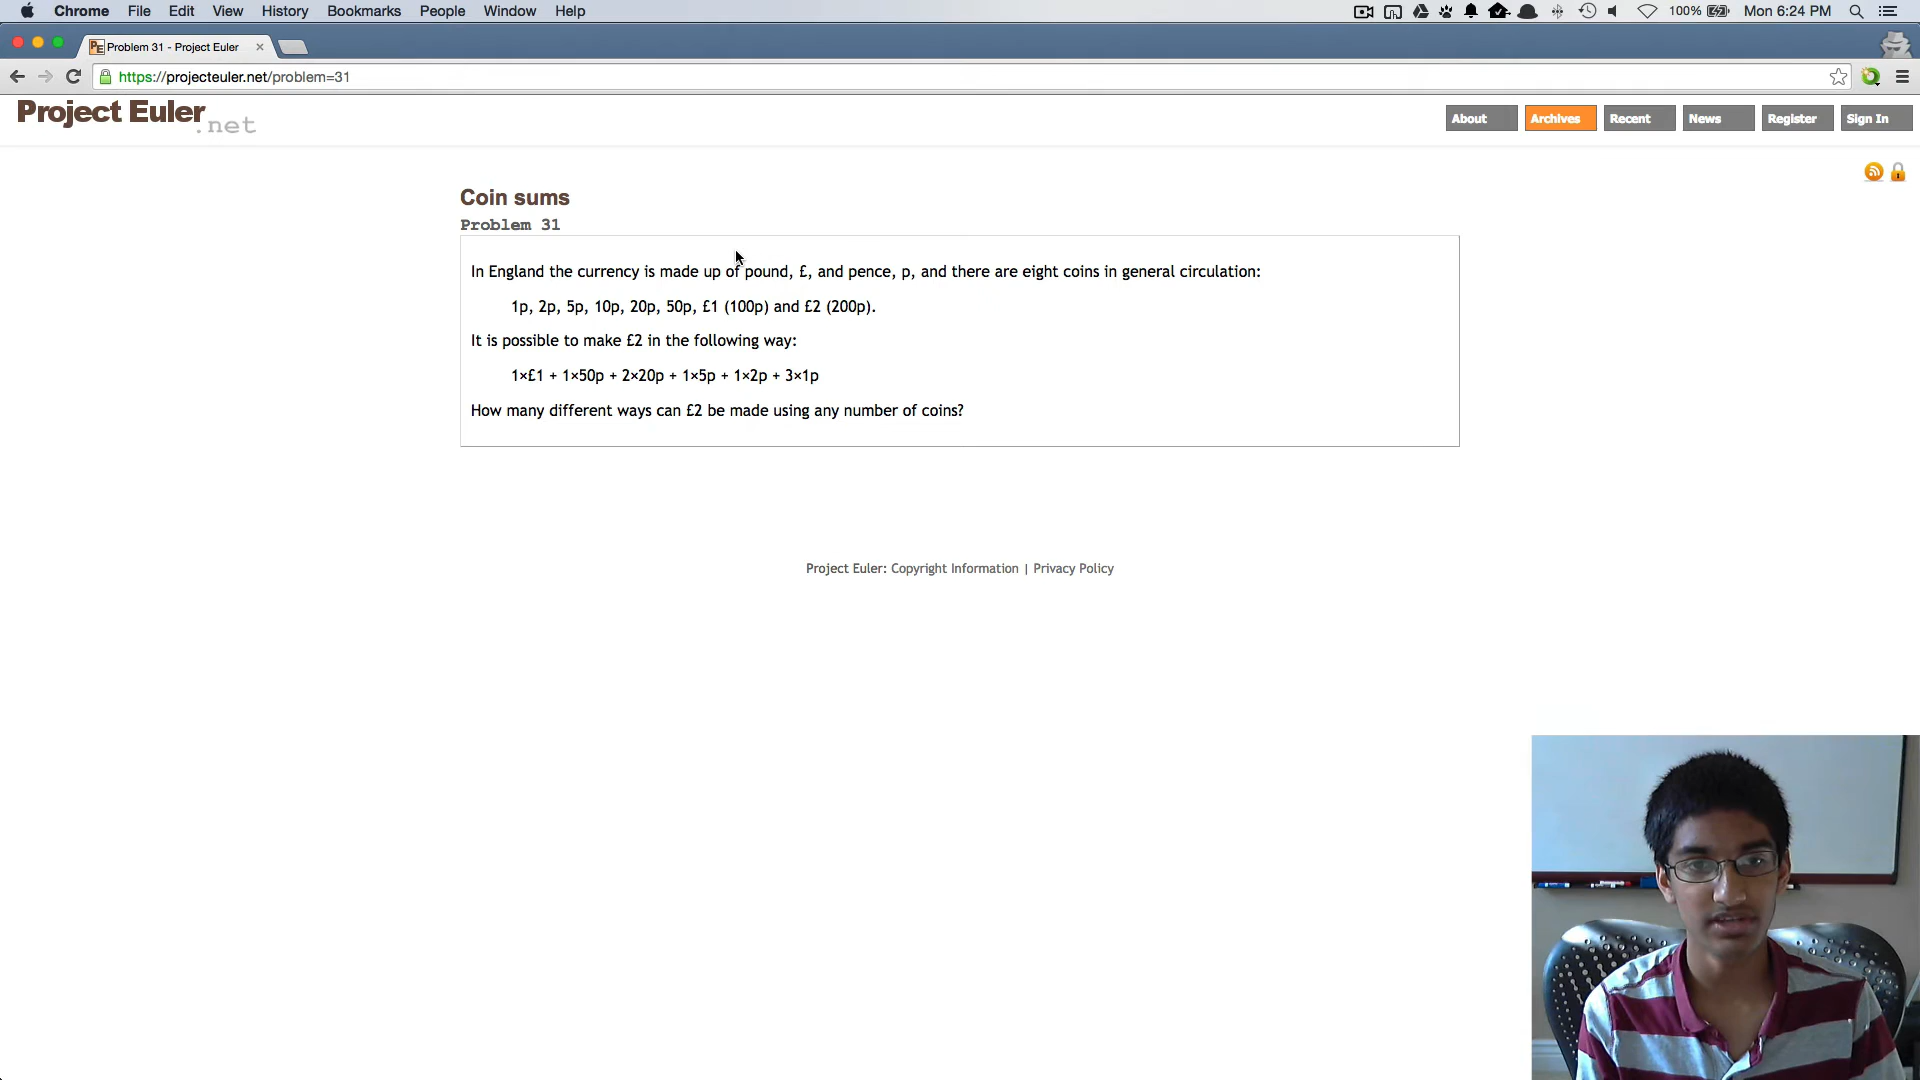 Chrome File Edit View History Bookmarks People Window Help 100% Mon 6:24 PM
Problem 31 - Project Euler
https://projecteuler.net/problem=31
Project Euler
.net
About Archives Recent News Register Sign In
Coin sums
Problem 31
In England the currency is made up of pound, £, and pence, p, and there are eight coins in general circulation:
1p, 2p, 5p, 10p, 20p, 50p, £1 (100p) and £2 (200p).
It is possible to make £2 in the following way:
1×£1 + 1×50p + 2×20p + 1×5p + 1×2p + 3×1p
How many different ways can £2 be made using any number of coins?
Project Euler: Copyright Information | Privacy Policy